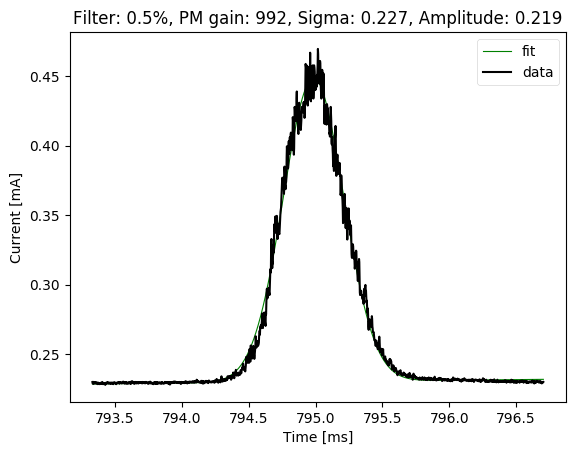 Filter: 0.5%, PM gain: 992, Sigma: 0.227, Amplitude: 0.219
fit
data
0.45
0.40
0.35
0.30
0.25
Current [mA]
793.5 794.0 794.5 795.0 795.5 796.0 796.5
Time [ms]